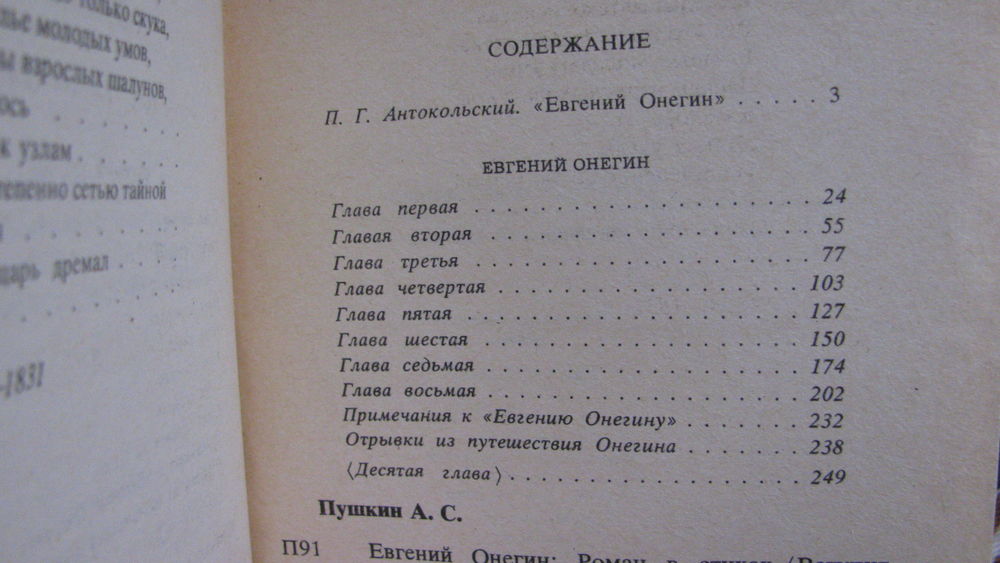 только скука,
молодых умов,
взрослых шалунов,
к узлам . . . . . .
сетью тайной
дремал . . . .
-1831
СОДЕРЖАНИЕ
П. Г. Антокольский. «Евгений Онегин» . . . . . 3
ЕВГЕНИЙ ОНЕГИН
Глава первая . . . . . . . . . . . . . . . . . . . . 24
Главая вторая . . . . . . . . . . . . . . . . . . . 55
Глава третья . . . . . . . . . . . . . . . . . . . . 77
Глава четвертая . . . . . . . . . . . . . . . . . . 103
Глава пятая . . . . . . . . . . . . . . . . . . . . 127
Глава шестая . . . . . . . . . . . . . . . . . . . 150
Глава седьмая . . . . . . . . . . . . . . . . . . . 174
Глава восьмая . . . . . . . . . . . . . . . . . . . 202
Примечания к «Евгению Онегину» . . . . . . . 232
Отрывки из путешествия Онегина . . . . . . . 238
⟨Десятая глава⟩ . . . . . . . . . . . . . . . . . . 249
Пушкин А. С.
П91 Евгений Онегин: Роман в стихах